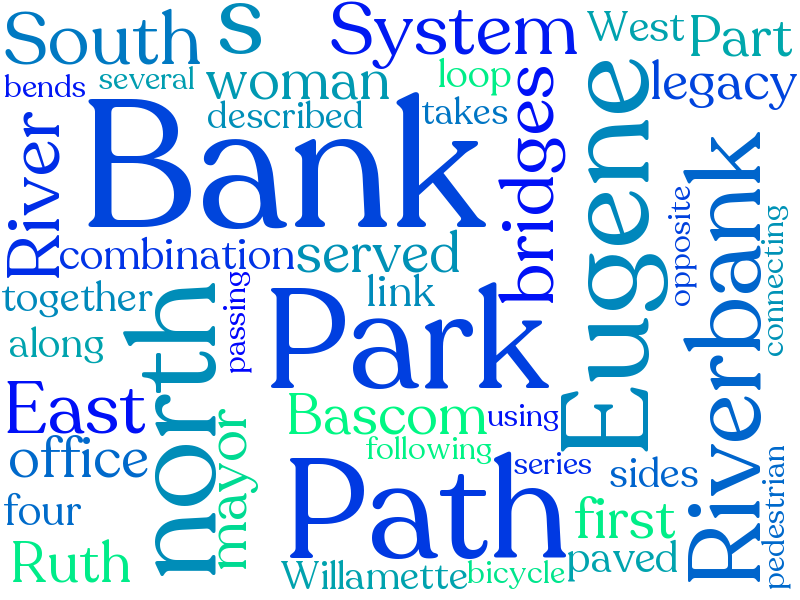 South
s
System
West
Part
bends
several
woman
loop
legacy
described
takes
River
Bank
bridges
Eugene
Riverbank
opposite
connecting
combination
served
together
passing
link
along
north
Park
East
Bascom
using
office
mayor
following
series
sides
four
Path
first
pedestrian
Ruth
Willamette
bicycle
paved